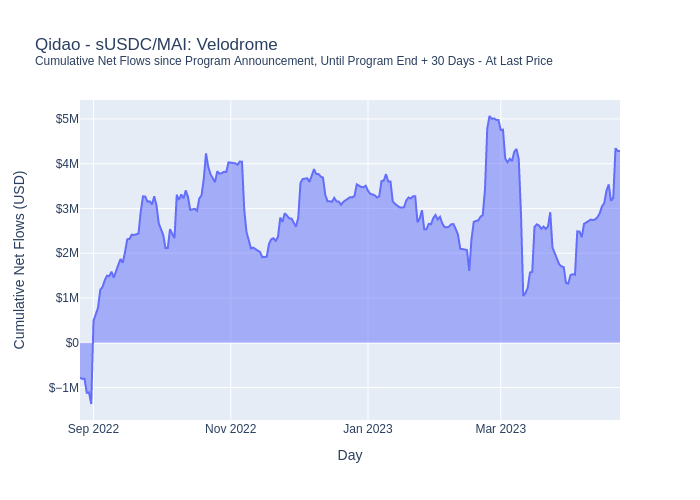 Qidao - sUSDC/MAI: Velodrome
Cumulative Net Flows since Program Announcement, Until Program End + 30 Days - At Last Price
Cumulative Net Flows (USD)
$5M
$4M
$3M
$2M
$1M
$0
$−1M
Sep 2022
Nov 2022
Jan 2023
Mar 2023
Day